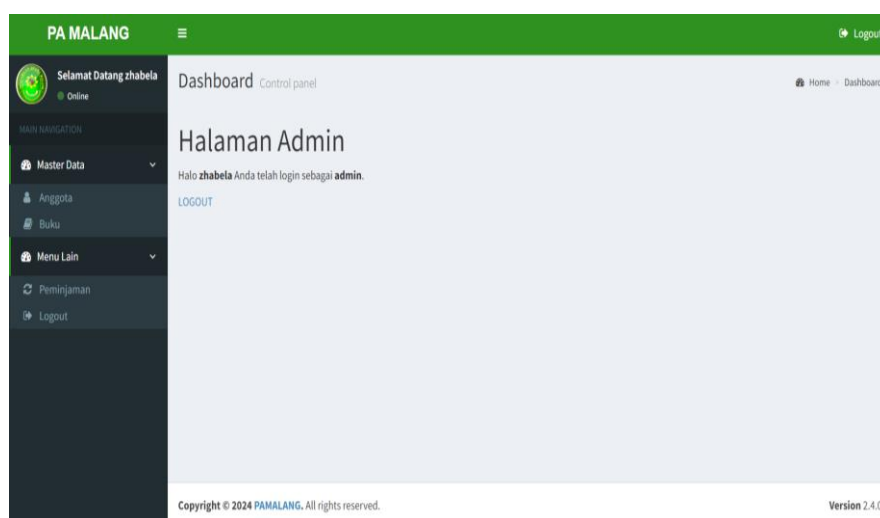 PA MALANG
Logout
Selamat Datang zhabela
Online
MAIN NAVIGATION
Master Data
Anggota
Buku
Menu Lain
Peminjaman
Logout
Dashboard Control panel
Home > Dashboard
Halaman Admin
Halo zhabela Anda telah login sebagai admin.
LOGOUT
Copyright © 2024 PAMALANG. All rights reserved.
Version 2.4.0